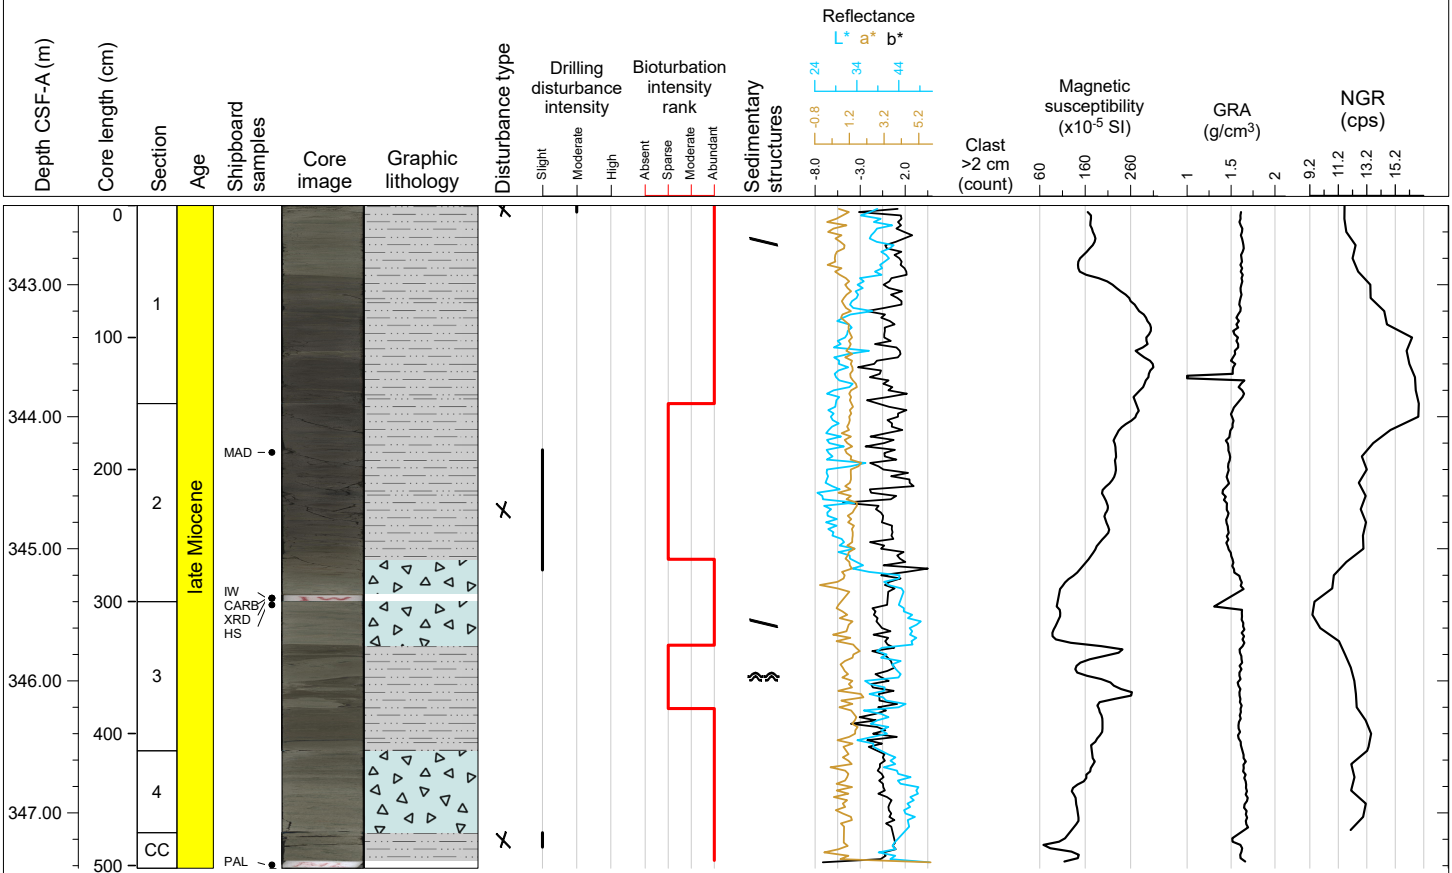 Depth CSF-A (m)
Core length (cm)
Section
Age
Shipboard
samples
Core
image
Graphic
lithology
Disturbance type
Drilling
disturbance
intensity
Slight
Moderate
High
Bioturbation
intensity
rank
Absent
Sparse
Moderate
Abundant
Sedimentary
structures
Reflectance
L* a* b*
24 34 44
-0.8 1.2 3.2 5.2
-8.0 -3.0 2.0
Clast
>2 cm
(count)
Magnetic
susceptibility
(x10-5 SI)
60 160 260
GRA
(g/cm3)
1 1.5 2
NGR
(cps)
9.2 11.2 13.2 15.2
0
343.00
1
100
344.00
MAD
200
2
late Miocene
345.00
IW
300
CARB
XRD
HS
3
346.00
400
4
347.00
CC
PAL
500